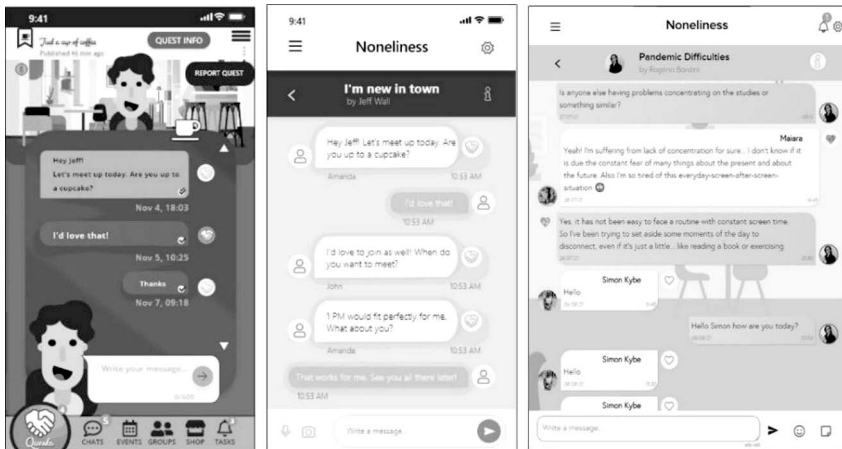 9:41
Just a cup of coffee
Published 16 min ago
QUEST INFO
REPORT QUEST
Hey Jeff!
Let's meet up today. Are you up to
a cupcake?
Nov 4, 18:03
I'd love that!
Nov 5, 10:25
Thanks
Nov 7, 09:18
Write your message...
Quests
CHATS
EVENTS
GROUPS
SHOP
TASKS
9:41
Noneliness
I'm new in town
by Jeff Wall
Hey Jeff! Let's meet up today. Are
you up to a cupcake?
Amanda
10:53 AM
I'd love that!
10:53 AM
I'd love to join as well! When do
you want to meet?
John
10:53 AM
1 PM would fit perfectly for me.
What about you?
Amanda
10:53 AM
That works for me. See you all there later!
10:53 AM
Write a message...
Noneliness
Pandemic Difficulties
by Rogério Bordini
Is anyone else having problems concentrating on the studies or
something similar?
Maiara
Yeah! I'm suffering from lack of concentration for sure... I don't know if it
is due the constant fear of many things about the present and about
the future. Also I'm so tired of this everyday-screen-after-screen-
situation
Yes, it has not been easy to face a routine with constant screen time.
So I've been trying to set aside some moments of the day to
disconnect, even if it's just a little... like reading a book or exercising.
Simon Kybe
Hello
Hello Simon how are you today?
Simon Kybe
Hello
Simon Kybe
Write a message...